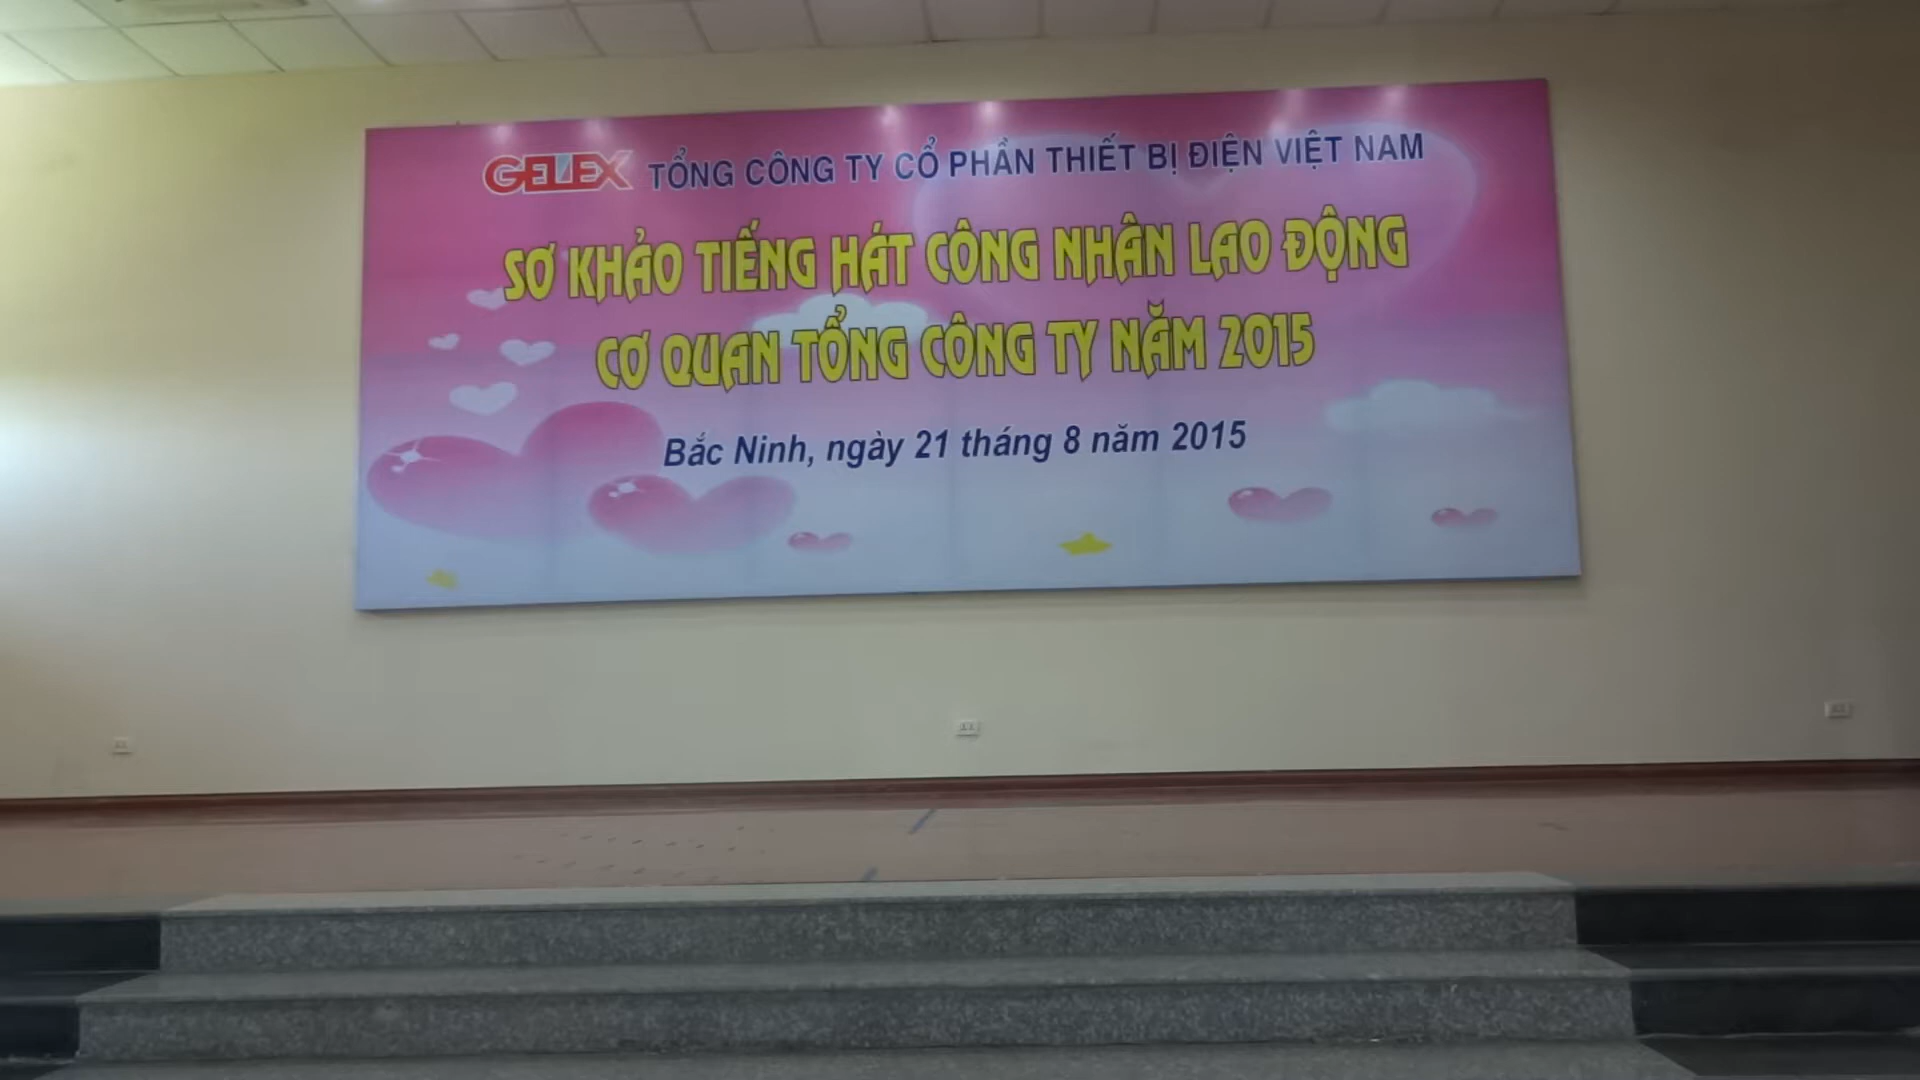 GELEX TỔNG CÔNG TY CỔ PHẦN THIẾT BỊ ĐIỆN VIỆT NAM
SƠ KHẢO TIẾNG HÁT CÔNG NHÂN LAO ĐỘNG
CƠ QUAN TỔNG CÔNG TY NĂM 2015
Bắc Ninh, ngày 21 tháng 8 năm 2015